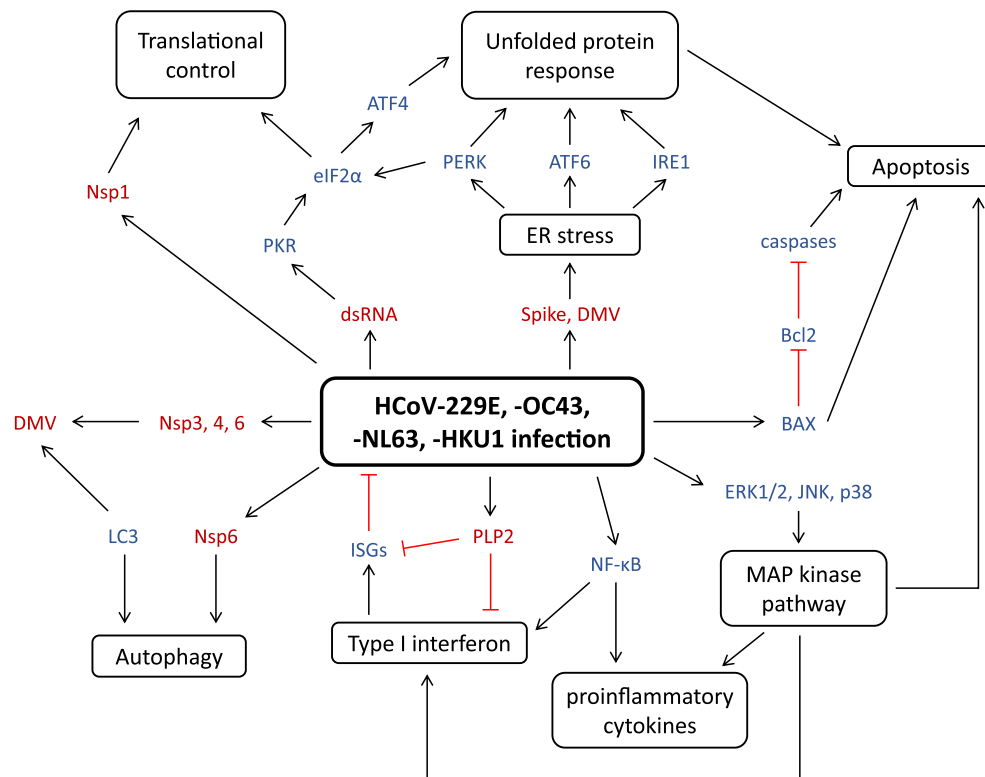 Translational
control
Unfolded protein
response
ATF4
Apoptosis
eIF2α
PERK
ATF6
IRE1
Nsp1
PKR
ER stress
caspases
dsRNA
Spike, DMV
Bcl2
HCoV-229E, -OC43,
-NL63, -HKU1 infection
DMV
Nsp3, 4, 6
BAX
ERK1/2, JNK, p38
LC3
Nsp6
ISGs
PLP2
NF-κB
MAP kinase
pathway
Autophagy
Type I interferon
proinflammatory
cytokines